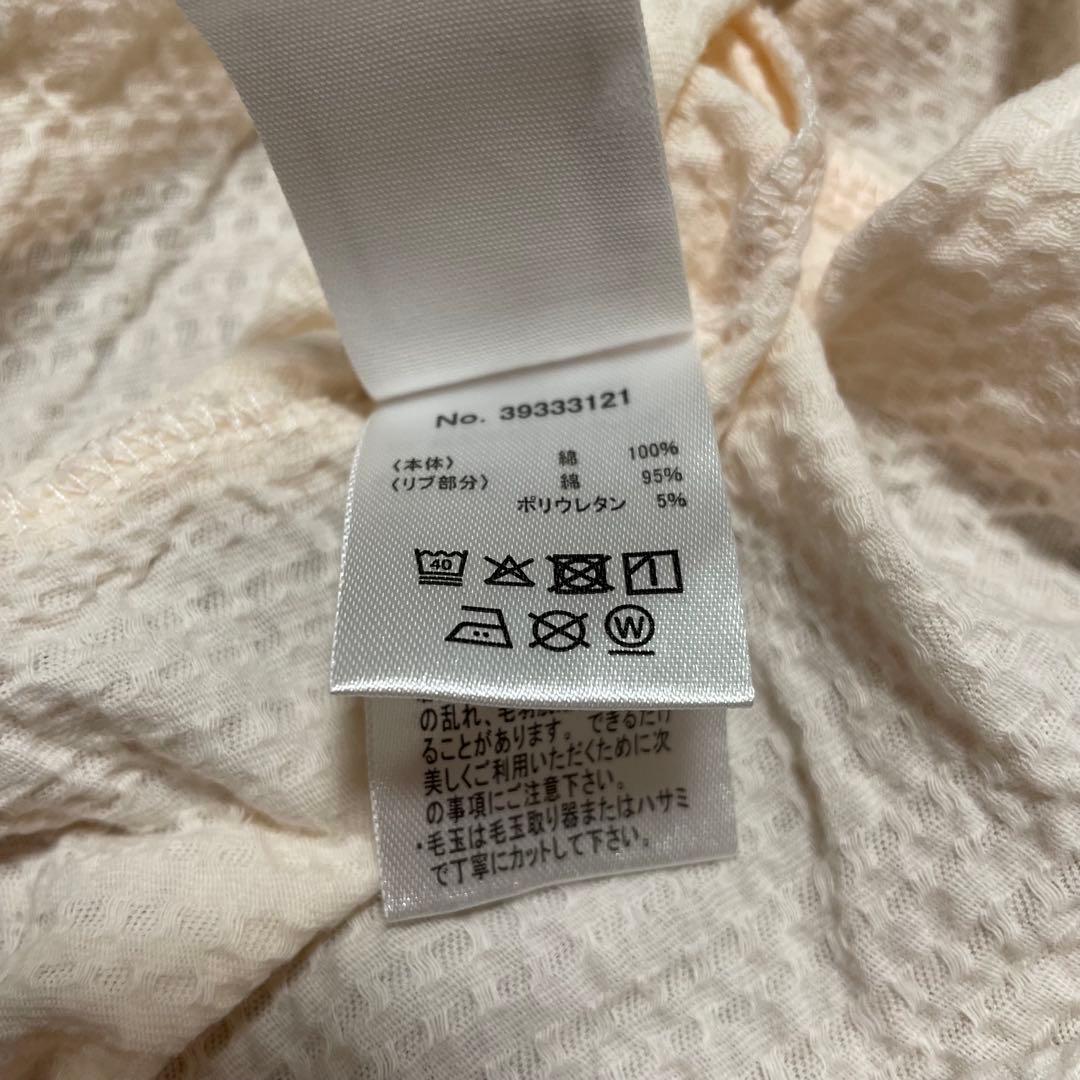 No. 39333121
〈本体〉 綿 100%
〈リブ部分〉 綿 95%
ポリウレタン 5%
40
W
の乱れ、毛羽 できるだけ
ることがあります。
美しくご利用いただくために次
の事項にご注意下さい。
・毛玉は毛玉取り器またはハサミ
で丁寧にカットして下さい。